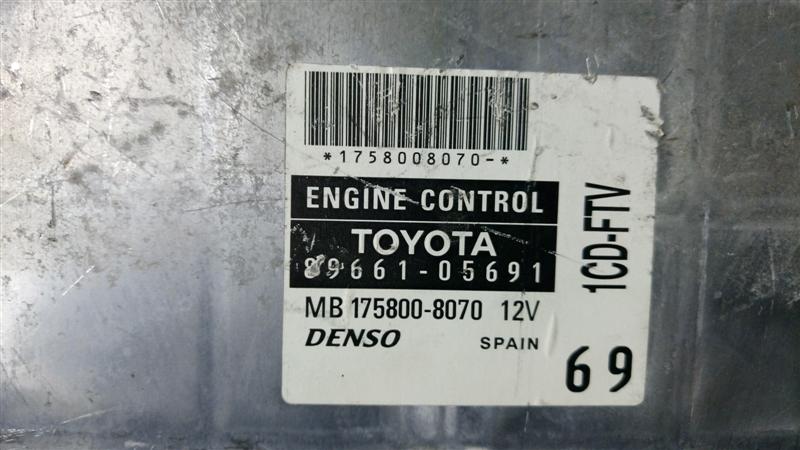 *1758008070-*
ENGINE CONTROL
TOYOTA
89661-05691
MB 175800-8070 12V
DENSO SPAIN
1CD-FTV
69